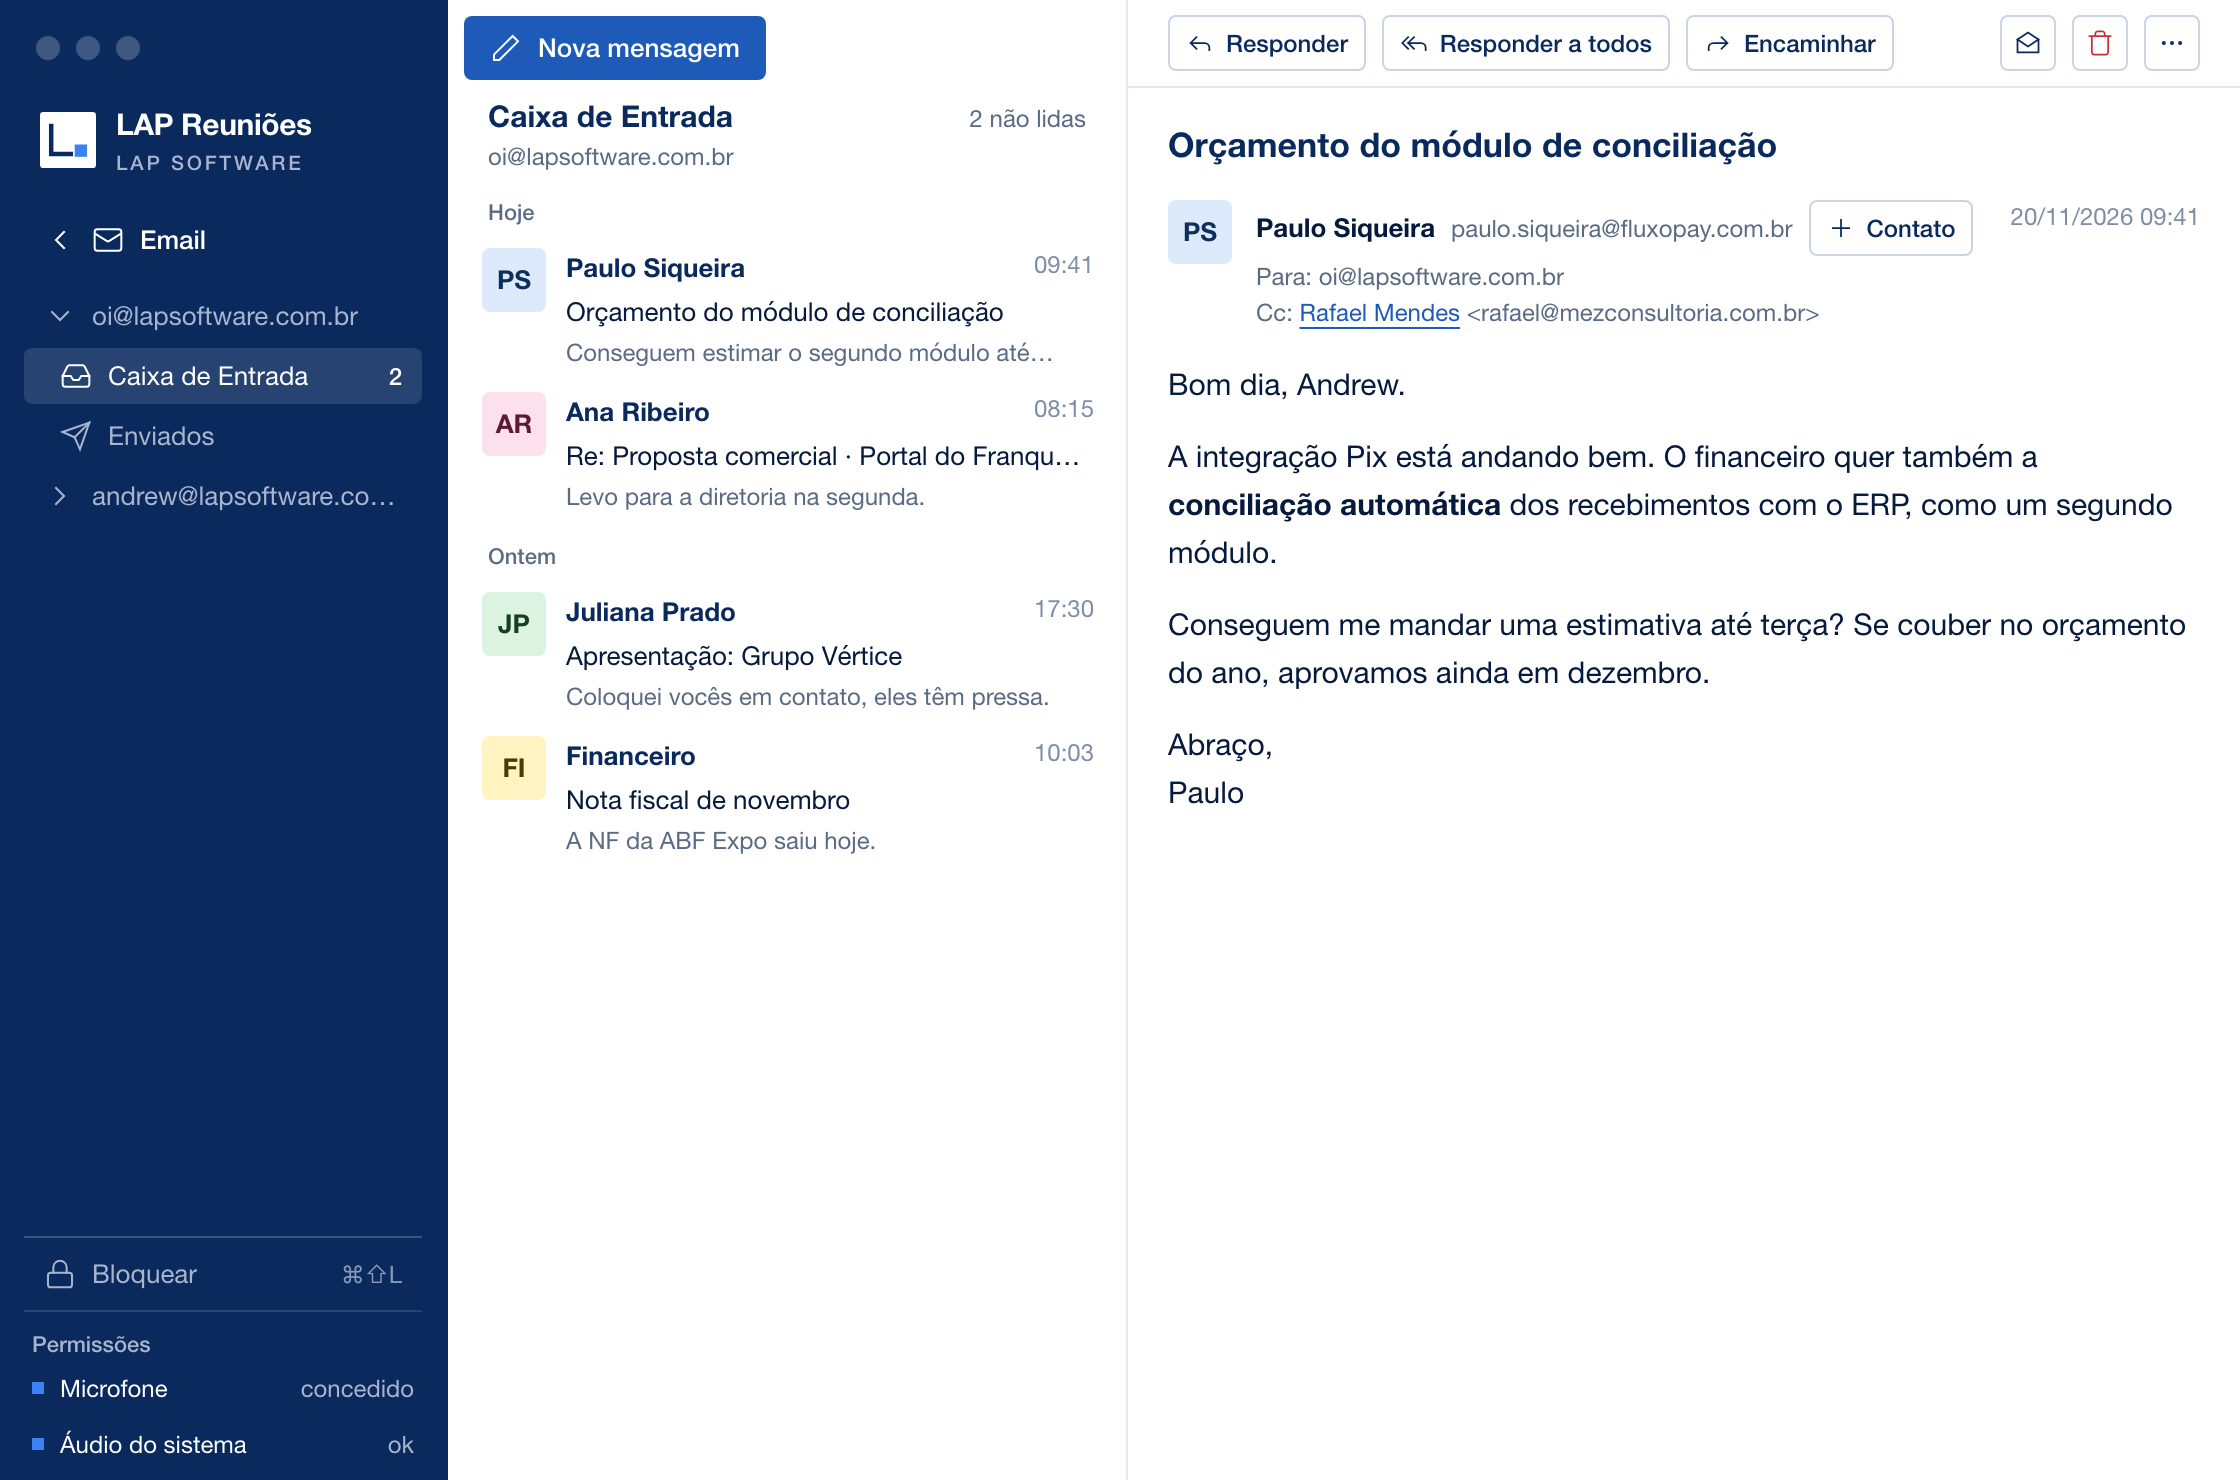 LAP Reuniões
LAP SOFTWARE
Email
oi@lapsoftware.com.br
Caixa de Entrada 2
Enviados
andrew@lapsoftware.co…
Bloquear ⌘⇧L
Permissões
Microfone concedido
Áudio do sistema ok
Nova mensagem
Caixa de Entrada 2 não lidas
oi@lapsoftware.com.br
Hoje
PS Paulo Siqueira 09:41
Orçamento do módulo de conciliação
Conseguem estimar o segundo módulo até…
AR Ana Ribeiro 08:15
Re: Proposta comercial · Portal do Franqu…
Levo para a diretoria na segunda.
Ontem
JP Juliana Prado 17:30
Apresentação: Grupo Vértice
Coloquei vocês em contato, eles têm pressa.
FI Financeiro 10:03
Nota fiscal de novembro
A NF da ABF Expo saiu hoje.
Responder Responder a todos Encaminhar
Orçamento do módulo de conciliação
PS Paulo Siqueira paulo.siqueira@fluxopay.com.br + Contato 20/11/2026 09:41
Para: oi@lapsoftware.com.br
Cc: Rafael Mendes <rafael@mezconsultoria.com.br>
Bom dia, Andrew.
A integração Pix está andando bem. O financeiro quer também a
conciliação automática dos recebimentos com o ERP, como um segundo
módulo.
Conseguem me mandar uma estimativa até terça? Se couber no orçamento
do ano, aprovamos ainda em dezembro.
Abraço,
Paulo